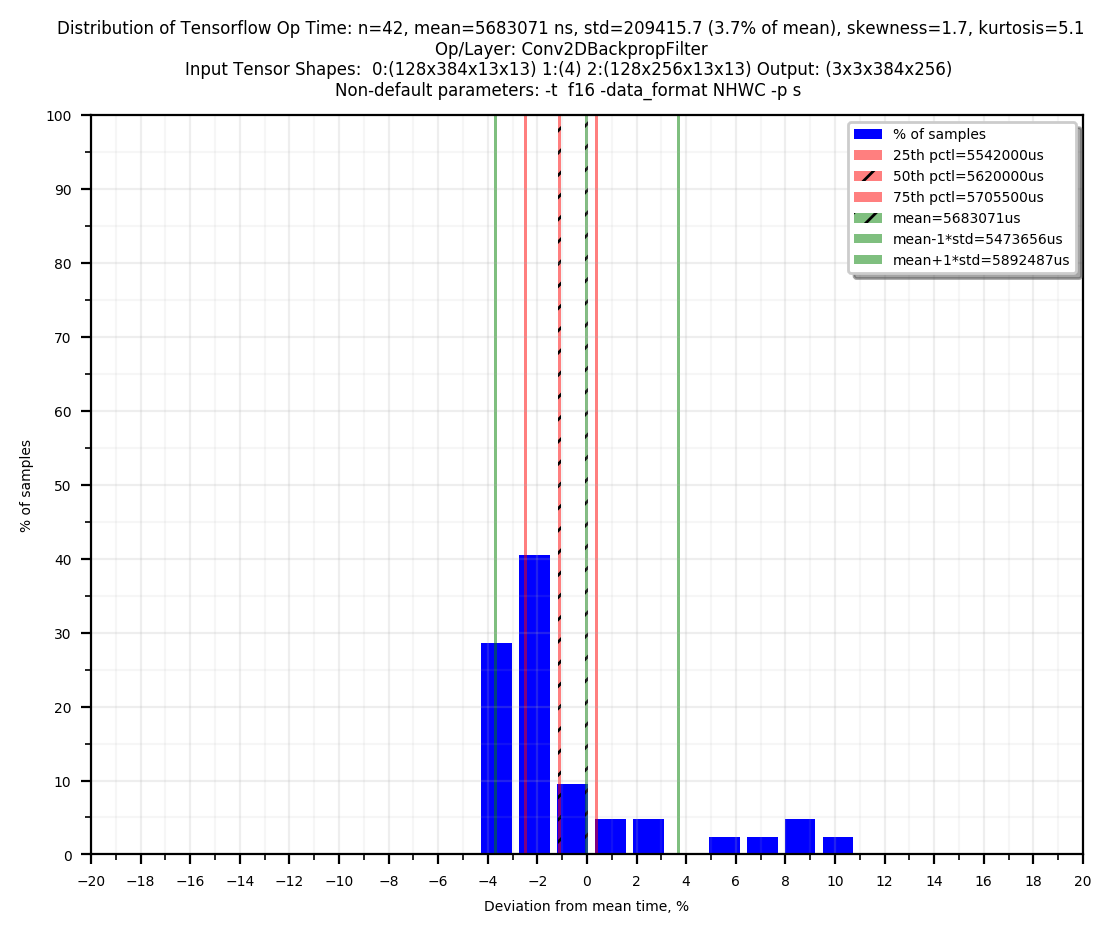 Distribution of Tensorflow Op Time: n=42, mean=5683071 ns, std=209415.7 (3.7% of mean), skewness=1.7, kurtosis=5.1
Op/Layer: Conv2DBackpropFilter
Input Tensor Shapes:  0:(128x384x13x13) 1:(4) 2:(128x256x13x13) Output: (3x3x384x256)
Non-default parameters: -t  f16 -data_format NHWC -p s
% of samples
25th pctl=5542000us
50th pctl=5620000us
75th pctl=5705500us
mean=5683071us
mean-1*std=5473656us
mean+1*std=5892487us
100
90
80
70
60
50
40
30
20
10
0
% of samples
−20 −18 −16 −14 −12 −10 −8 −6 −4 −2 0 2 4 6 8 10 12 14 16 18 20
Deviation from mean time, %